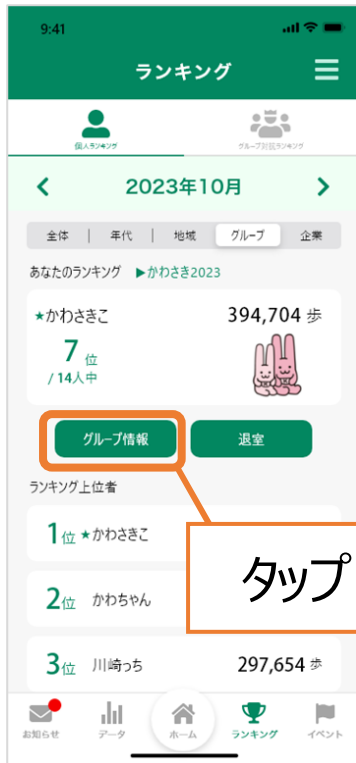 9:41
ランキング
個人ランキング
グループ対抗ランキング
2023年10月
全体 | 年代 | 地域 グループ 企業
あなたのランキング ▶かわさき2023
★かわさきこ 394,704 歩
7 位
/ 14人中
グループ情報 退室
ランキング上位者
1位 ★かわさきこ
タップ
2位 かわちゃん
3位 川崎っち 297,654 歩
お知らせ データ ホーム ランキング イベント